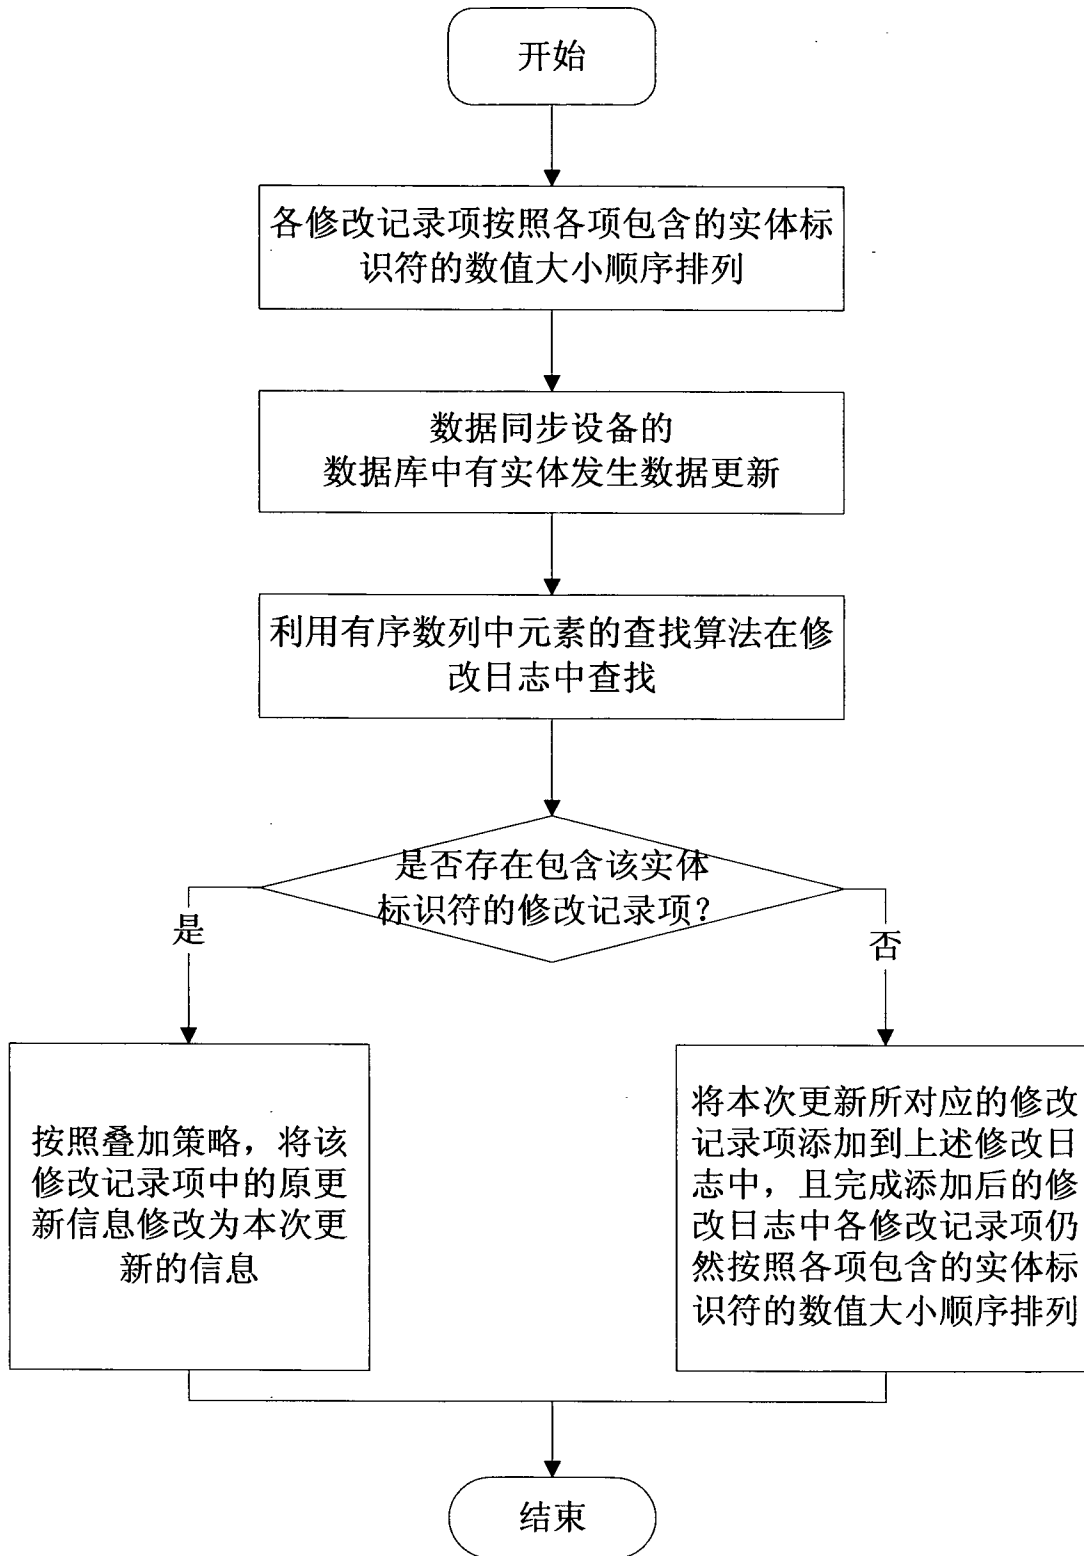 开始
各修改记录项按照各项包含的实体标
识符的数值大小顺序排列
数据同步设备的
数据库中有实体发生数据更新
利用有序数列中元素的查找算法在修
改日志中查找
是否存在包含该实体
标识符的修改记录项？
是
否
按照叠加策略，将该
修改记录项中的原更
新信息修改为本次更
新的信息
将本次更新所对应的修改
记录项添加到上述修改日
志中，且完成添加后的修
改日志中各修改记录项仍
然按照各项包含的实体标
识符的数值大小顺序排列
结束